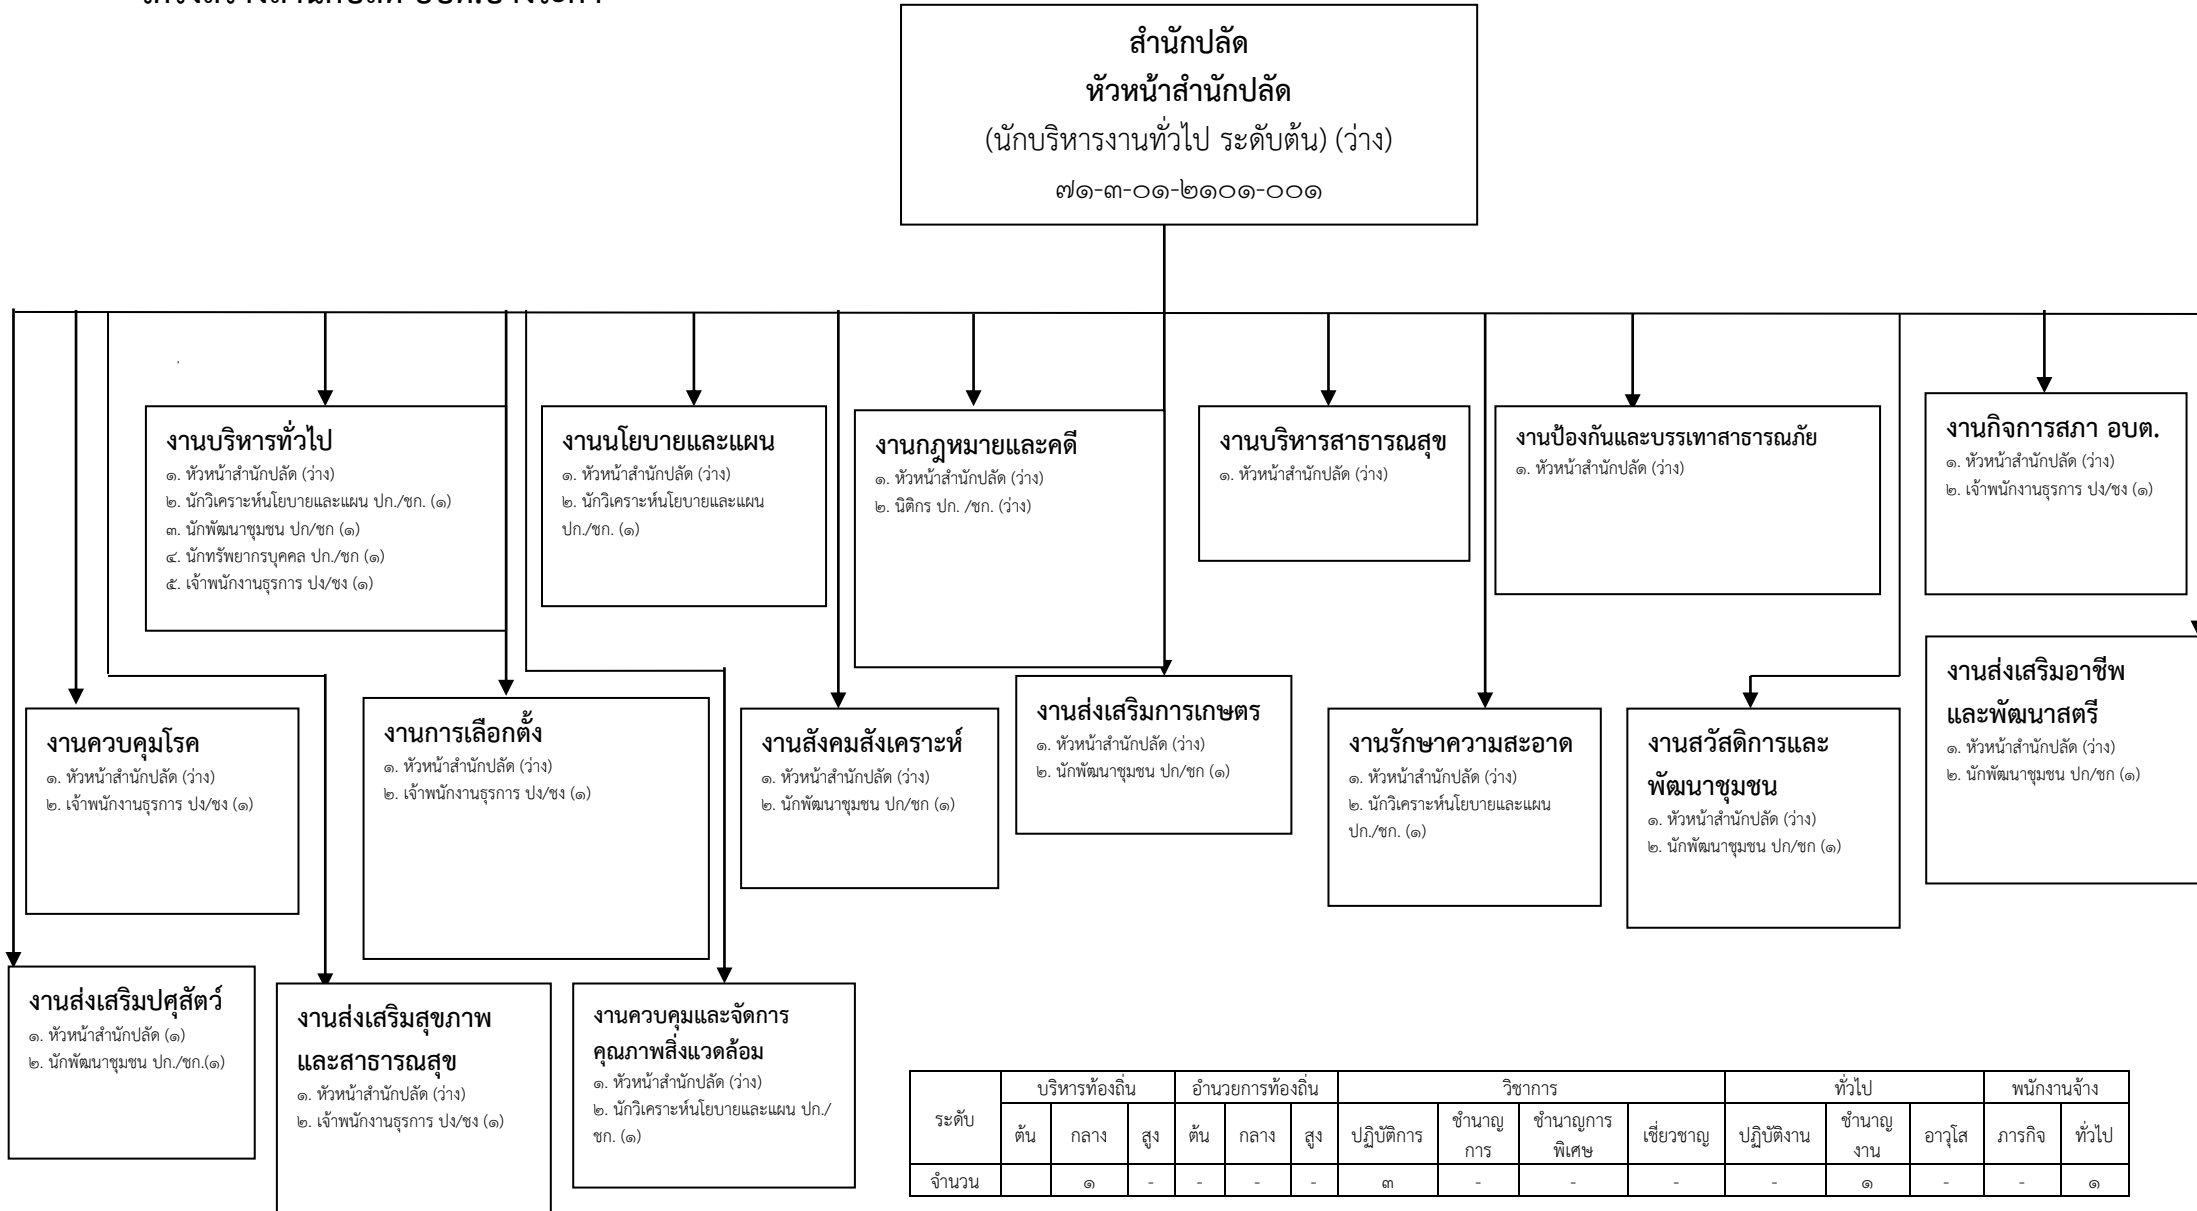 สำนักปลัด
หัวหน้าสำนักปลัด
(นักบริหารงานทั่วไป ระดับต้น) (ว่าง)
๗๑-๓-๐๑-๒๑๐๑-๐๐๑
งานบริหารทั่วไป
๑. หัวหน้าสำนักปลัด (ว่าง)
๒. นักวิเคราะห์นโยบายและแผน ปก./ชก. (๑)
๓. นักพัฒนาชุมชน ปก/ชก (๑)
๔. นักทรัพยากรบุคคล ปก./ชก (๑)
๕. เจ้าพนักงานธุรการ ปง/ชง (๑)
งานนโยบายและแผน
๑. หัวหน้าสำนักปลัด (ว่าง)
๒. นักวิเคราะห์นโยบายและแผน
ปก./ชก. (๑)
งานกฎหมายและคดี
๑. หัวหน้าสำนักปลัด (ว่าง)
๒. นิติกร ปก. /ชก. (ว่าง)
งานบริหารสาธารณสุข
๑. หัวหน้าสำนักปลัด (ว่าง)
งานป้องกันและบรรเทาสาธารณภัย
๑. หัวหน้าสำนักปลัด (ว่าง)
งานกิจการสภา อบต.
๑. หัวหน้าสำนักปลัด (ว่าง)
๒. เจ้าพนักงานธุรการ ปง/ชง (๑)
งานควบคุมโรค
๑. หัวหน้าสำนักปลัด (ว่าง)
๒. เจ้าพนักงานธุรการ ปง/ชง (๑)
งานการเลือกตั้ง
๑. หัวหน้าสำนักปลัด (ว่าง)
๒. เจ้าพนักงานธุรการ ปง/ชง (๑)
งานสังคมสังเคราะห์
๑. หัวหน้าสำนักปลัด (ว่าง)
๒. นักพัฒนาชุมชน ปก/ชก (๑)
งานส่งเสริมการเกษตร
๑. หัวหน้าสำนักปลัด (ว่าง)
๒. นักพัฒนาชุมชน ปก/ชก (๑)
งานรักษาความสะอาด
๑. หัวหน้าสำนักปลัด (ว่าง)
๒. นักวิเคราะห์นโยบายและแผน
ปก./ชก. (๑)
งานสวัสดิการและ
พัฒนาชุมชน
๑. หัวหน้าสำนักปลัด (ว่าง)
๒. นักพัฒนาชุมชน ปก/ชก (๑)
งานส่งเสริมอาชีพ
และพัฒนาสตรี
๑. หัวหน้าสำนักปลัด (ว่าง)
๒. นักพัฒนาชุมชน ปก/ชก (๑)
งานส่งเสริมปศุสัตว์
๑. หัวหน้าสำนักปลัด (๑)
๒. นักพัฒนาชุมชน ปก./ชก.(๑)
งานส่งเสริมสุขภาพ
และสาธารณสุข
๑. หัวหน้าสำนักปลัด (ว่าง)
๒. เจ้าพนักงานธุรการ ปง/ชง (๑)
งานควบคุมและจัดการ
คุณภาพสิ่งแวดล้อม
๑. หัวหน้าสำนักปลัด (ว่าง)
๒. นักวิเคราะห์นโยบายและแผน ปก./
ชก. (๑)
ระดับ บริหารท้องถิ่น อำนวยการท้องถิ่น วิชาการ ทั่วไป พนักงานจ้าง
ต้น กลาง สูง ต้น กลาง สูง ปฏิบัติการ ชำนาญการ ชำนาญการพิเศษ เชี่ยวชาญ ปฏิบัติงาน ชำนาญงาน อาวุโส ภารกิจ ทั่วไป
จำนวน ๑ - - - - ๓ - - - - ๑ - - ๑